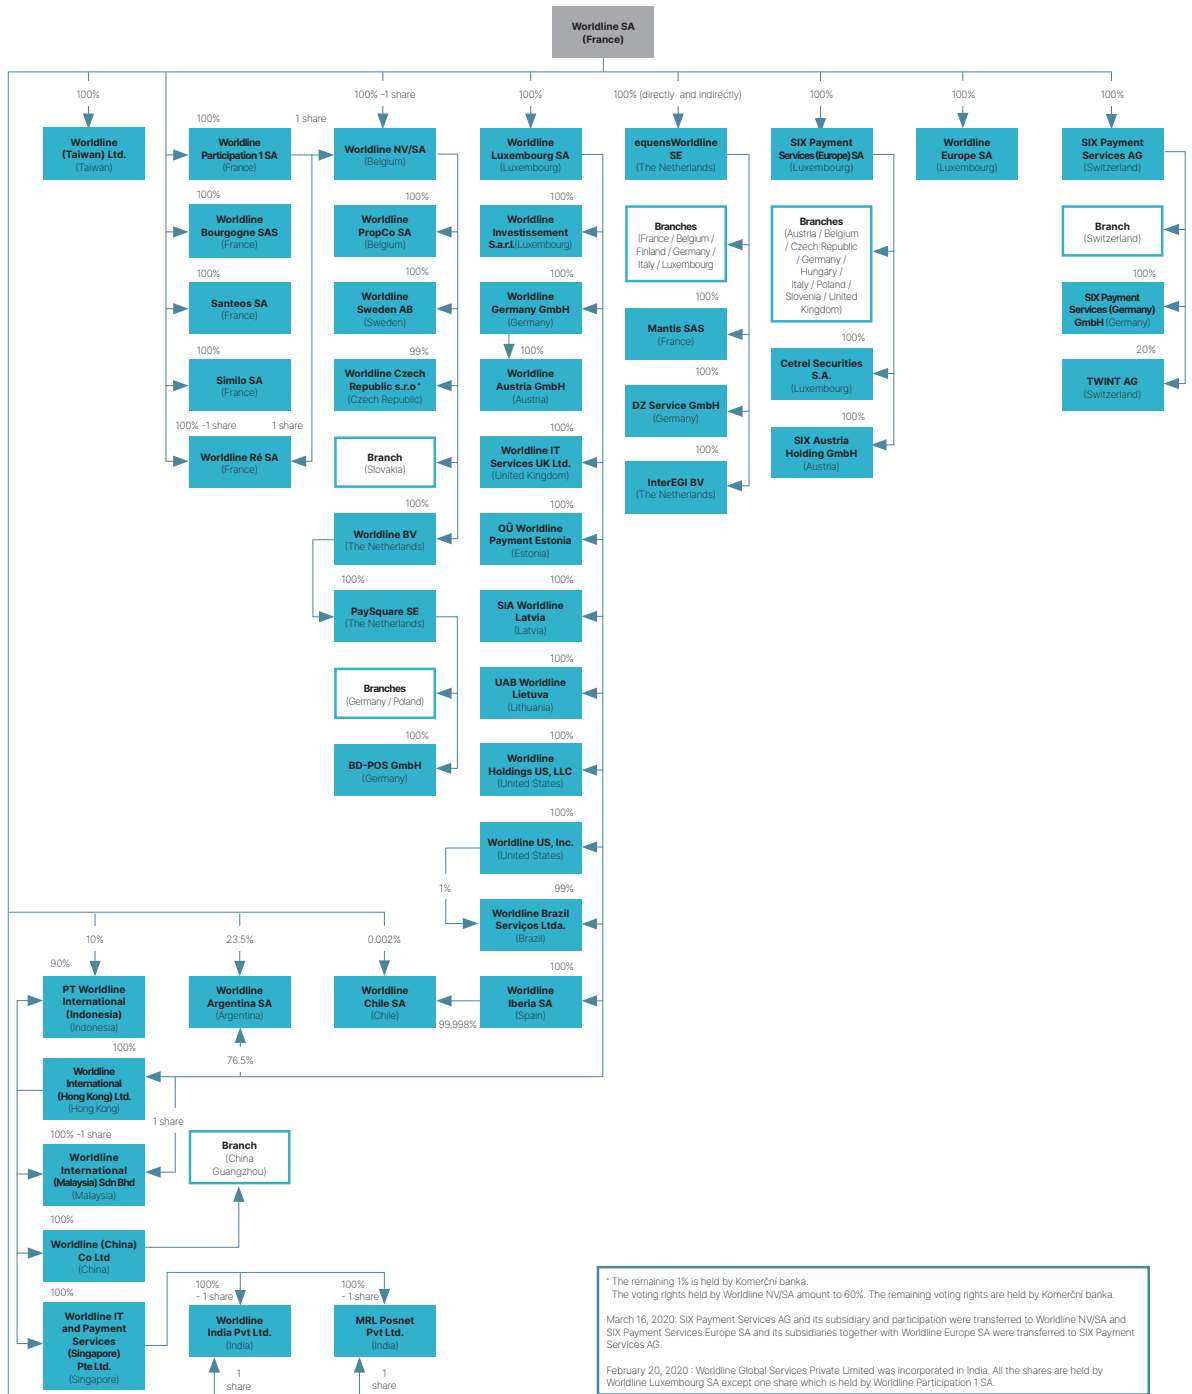 Worldline SA
(France)
100%
100% -1 share
100%
100% (directly and indirectly)
100%
100%
100%
Worldline
(Taiwan) Ltd.
(Taiwan)
100%
Worldline
Participation 1 SA
(France)
1 share
Worldline NV/SA
(Belgium)
Worldline
Luxembourg SA
(Luxembourg)
equensWorldline
SE
(The Netherlands)
SIX Payment
Services (Europe) SA
(Luxembourg)
Worldline
Europe SA
(Luxembourg)
SIX Payment
Services AG
(Switzerland)
100%
Worldline
Bourgogne SAS
(France)
100%
Worldline
PropCo SA
(Belgium)
100%
Worldline
Investissement
S.a.r.l.(Luxembourg)
Branches
(France / Belgium /
Finland / Germany /
Italy / Luxembourg
Branches
(Austria / Belgium
/ Czech Republic
/ Germany /
Hungary /
Italy / Poland /
Slovenia / United
Kingdom)
Branch
(Switzerland)
100%
Santeos SA
(France)
100%
Worldline
Sweden AB
(Sweden)
100%
Worldline
Germany GmbH
(Germany)
100%
Mantis SAS
(France)
100%
SIX Payment
Services (Germany)
GmbH (Germany)
100%
Similo SA
(France)
99%
Worldline Czech
Republic s.r.o*
(Czech Republic)
100%
Worldline
Austria GmbH
(Austria)
100%
DZ Service GmbH
(Germany)
100%
Cetrel Securities
S.A.
(Luxembourg)
20%
TWINT AG
(Switzerland)
100% -1 share
1 share
Worldline Ré SA
(France)
Branch
(Slovakia)
100%
Worldline IT
Services UK Ltd.
(United Kingdom)
100%
InterEGI BV
(The Netherlands)
100%
SIX Austria
Holding GmbH
(Austria)
100%
Worldline BV
(The Netherlands)
100%
OÜ Worldline
Payment Estonia
(Estonia)
100%
PaySquare SE
(The Netherlands)
100%
SIA Worldline
Latvia
(Latvia)
Branches
(Germany / Poland)
100%
UAB Worldline
Lietuva
(Lithuania)
100%
BD-POS GmbH
(Germany)
100%
Worldline
Holdings US, LLC
(United States)
100%
Worldline US, Inc.
(United States)
1%
99%
Worldline Brazil
Serviços Ltda.
(Brazil)
10%
23.5%
0.002%
90%
PT Worldline
International
(Indonesia)
(Indonesia)
Worldline
Argentina SA
(Argentina)
Worldline
Chile SA
(Chile)
99.998%
100%
Worldline
Iberia SA
(Spain)
76.5%
100%
Worldline
International
(Hong Kong) Ltd.
(Hong Kong)
1 share
100% -1 share
Worldline
International
(Malaysia) Sdn Bhd
(Malaysia)
Branch
(China
Guangzhou)
100%
Worldline (China)
Co Ltd
(China)
100%
Worldline IT
and Payment
Services
(Singapore)
Pte Ltd.
(Singapore)
100%
- 1 share
Worldline
India Pvt Ltd.
(India)
1
share
100%
- 1 share
MRL Posnet
Pvt Ltd.
(India)
1
share
* The remaining 1% is held by Komerční banka.
The voting rights held by Worldline NV/SA amount to 60%. The remaining voting rights are held by Komerční banka.
March 16, 2020: SIX Payment Services AG and its subsidiary and participation were transferred to Worldline NV/SA and
SIX Payment Services Europe SA and its subsidiaries together with Worldline Europe SA were transferred to SIX Payment
Services AG.
February 20, 2020 : Worldline Global Services Private Limited was incorporated in India. All the shares are held by
Worldline Luxembourg SA except one share which is held by Worldline Participation 1 SA.